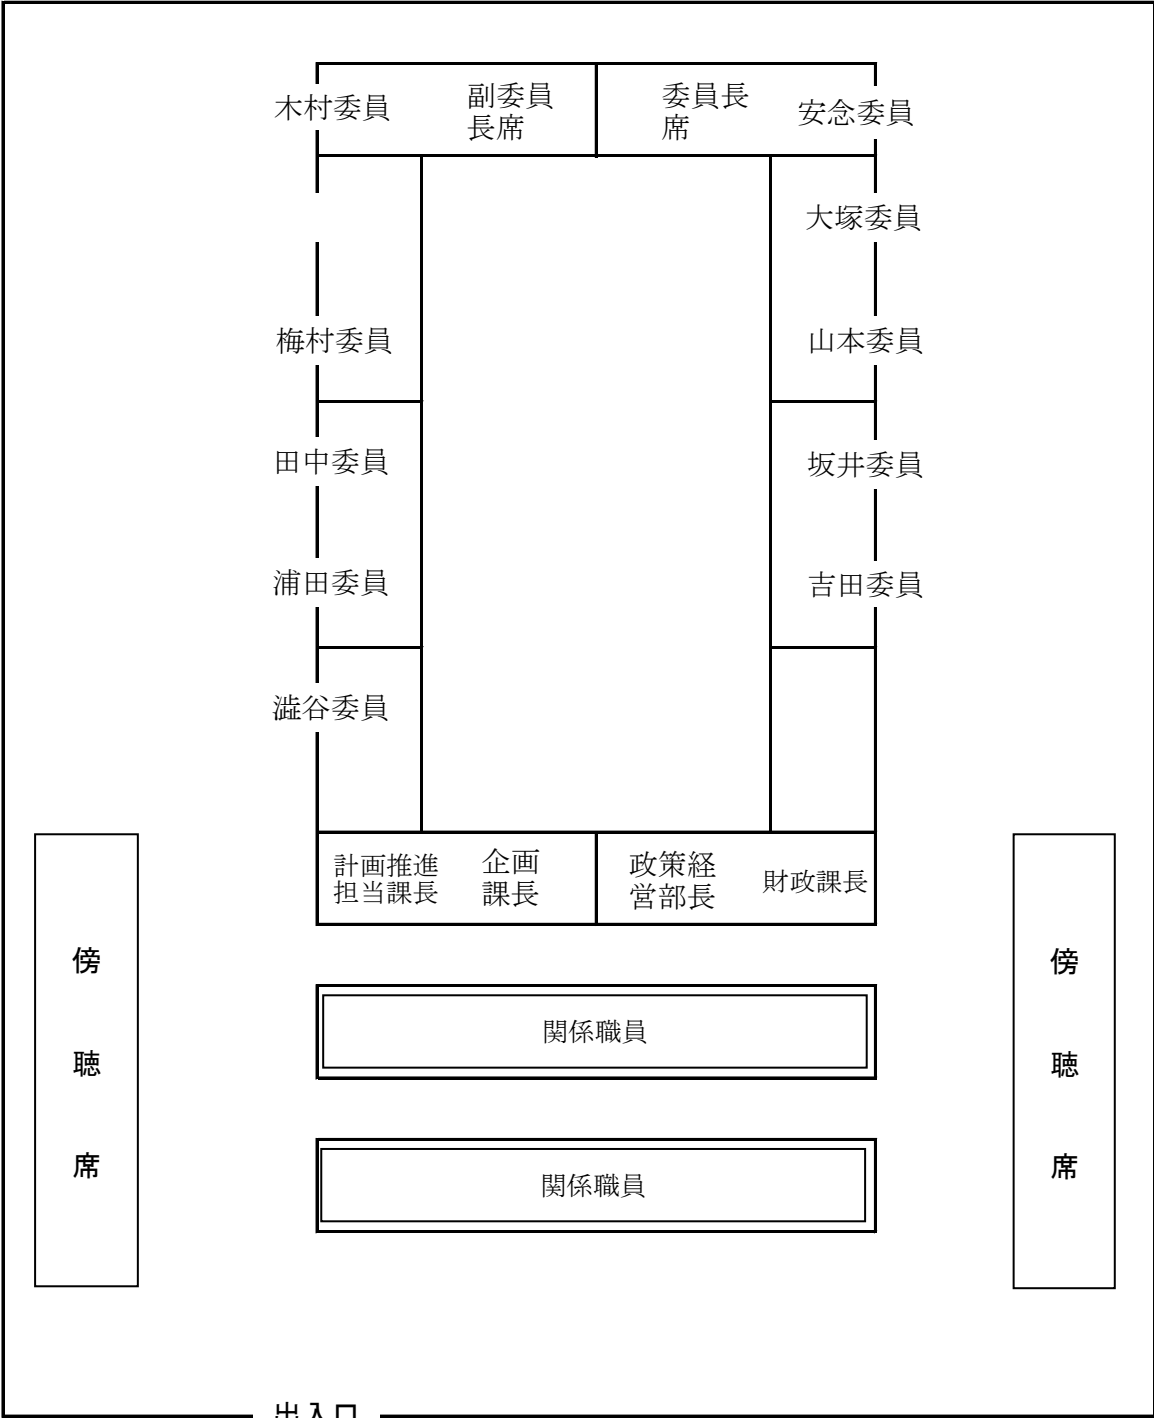 木村委員
副委員
長席
委員長
席
安念委員
大塚委員
梅村委員
山本委員
田中委員
坂井委員
浦田委員
吉田委員
澁谷委員
計画推進
担当課長
企画
課長
政策経
営部長
財政課長
傍
聴
席
傍
聴
席
関係職員
関係職員
出入口